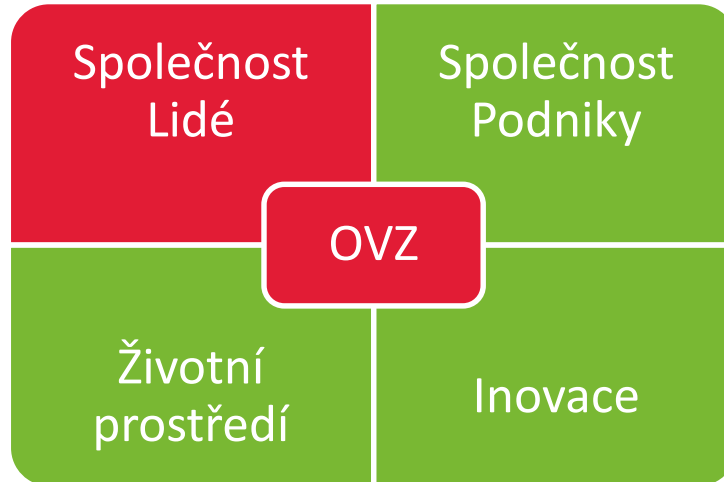 Společnost
Lidé
Společnost
Podniky
OVZ
Životní
prostředí
Inovace